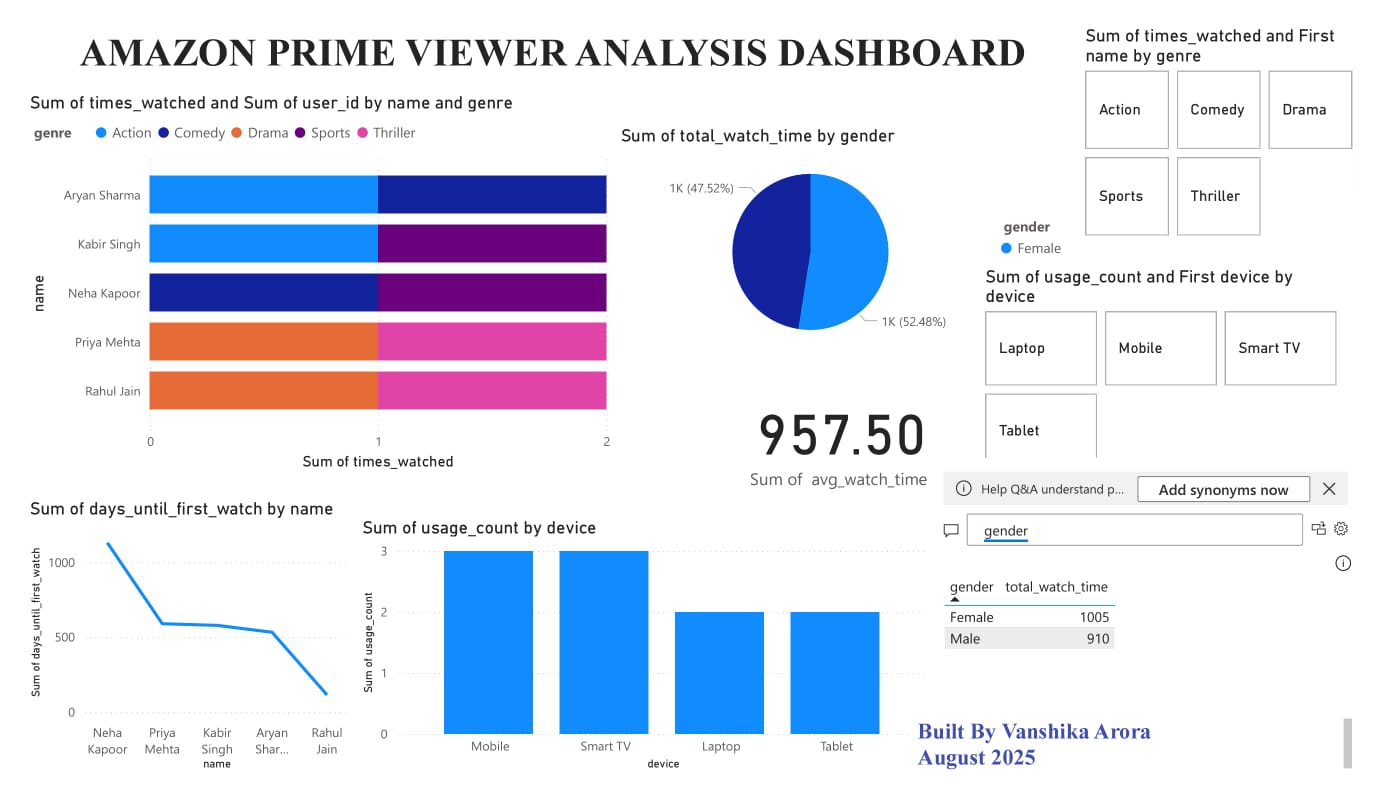 AMAZON PRIME VIEWER ANALYSIS DASHBOARD
Sum of times_watched and Sum of user_id by name and genre
genre Action Comedy Drama Sports Thriller
name
Aryan Sharma
Kabir Singh
Neha Kapoor
Priya Mehta
Rahul Jain
0 1 2
Sum of times_watched
Sum of total_watch_time by gender
1K (47.52%)
1K (52.48%)
gender
Female
Sum of times_watched and First
name by genre
Action Comedy Drama
Sports Thriller
Sum of usage_count and First device by
device
Laptop Mobile Smart TV
Tablet
957.50
Sum of avg_watch_time
Help Q&A understand p... Add synonyms now
gender
gender total_watch_time
Female 1005
Male 910
Sum of days_until_first_watch by name
Sum of days_until_first_watch
1000
500
0
Neha Priya Kabir Aryan Rahul
Kapoor Mehta Singh Shar... Jain
name
Sum of usage_count by device
Sum of usage_count
3
2
1
0
Mobile Smart TV Laptop Tablet
device
Built By Vanshika Arora
August 2025